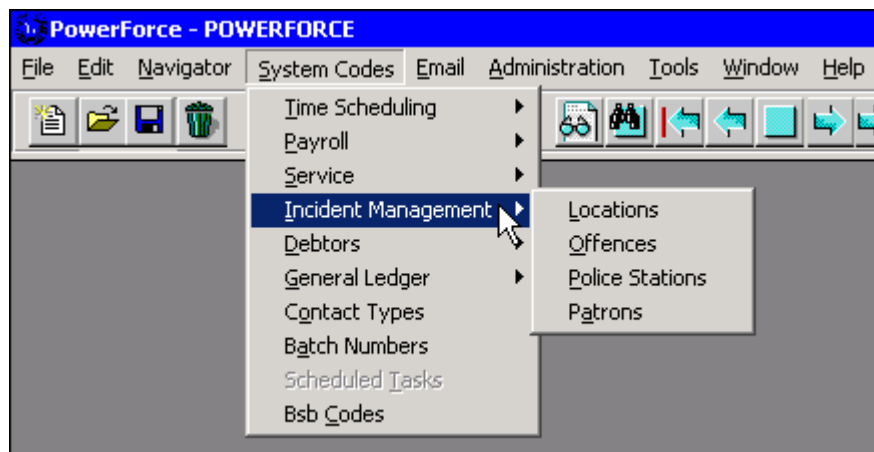 PowerForce - POWERFORCE
File Edit Navigator System Codes Email Administration Tools Window Help
Time Scheduling
Payroll
Service
Incident Management
Debtors
General Ledger
Contact Types
Batch Numbers
Scheduled Tasks
Bsb Codes
Locations
Offences
Police Stations
Patrons